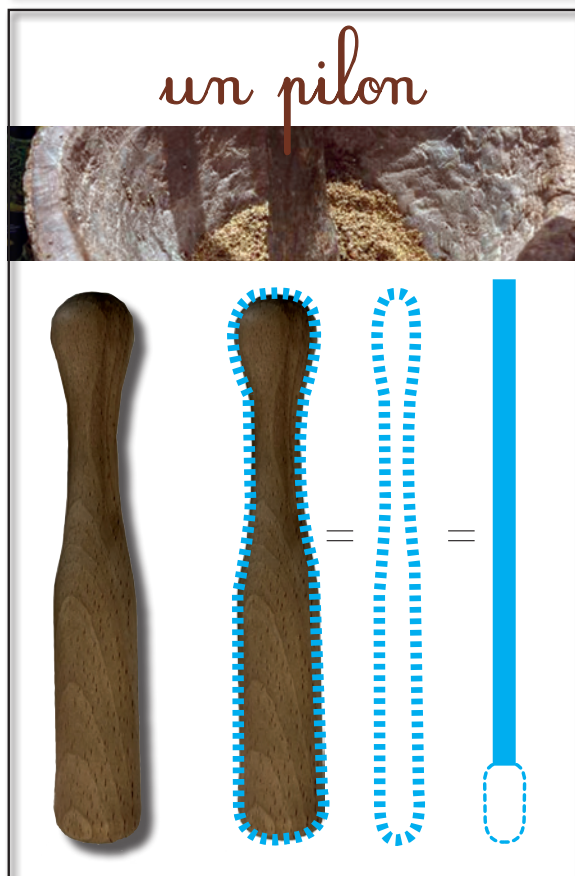 un pilon
= =